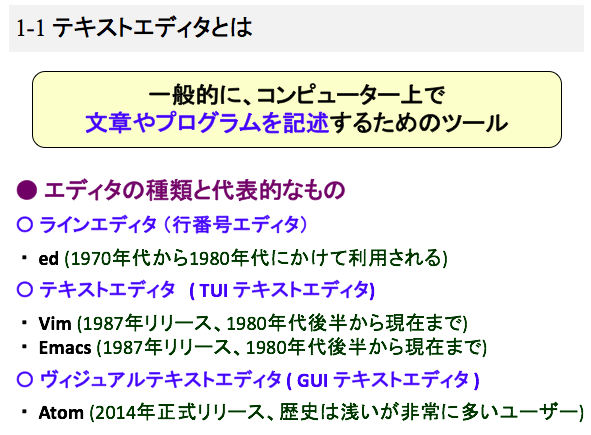 1-1 テキストエディタとは
一般的に、コンピューター上で
文章やプログラムを記述するためのツール
● エディタの種類と代表的なもの
○ ラインエディタ （行番号エディタ）
・ ed (1970年代から1980年代にかけて利用される)
○ テキストエディタ ( TUI テキストエディタ)
・ Vim (1987年リリース、1980年代後半から現在まで)
・ Emacs (1987年リリース、1980年代後半から現在まで)
○ ヴィジュアルテキストエディタ ( GUI テキストエディタ )
・ Atom (2014年正式リリース、歴史は浅いが非常に多いユーザー)